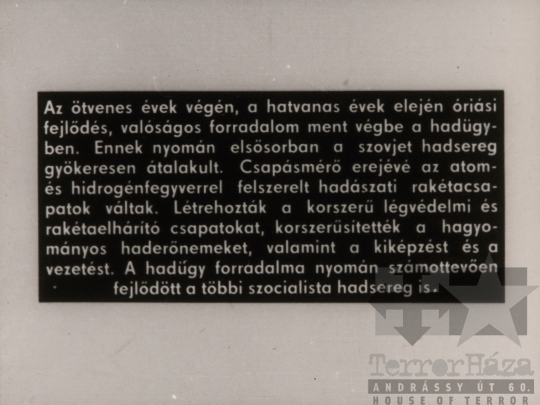 Az ötvenes évek végén, a hatvanas évek elején óriási
fejlődés, valóságos forradalom ment végbe a hadügy-
ben. Ennek nyomán elsősorban a szovjet hadsereg
gyökeresen átalakult. Csapásmérő erejévé az atom-
és hidrogénfegyverrel felszerelt hadászati rakétacsa-
patok váltak. Létrehozták a korszerű légvédelmi és
rakétaelhárító csapatokat, korszerűsítették a hagyo-
mányos haderőnemeket, valamint a kiképzést és a
vezetést. A hadűgy forradalma nyomán számottevően
fejlődött a többi szocialista hadsereg is.
TerrorHáza
ANDRÁSSY ÚT 60.
HOUSE OF TERROR